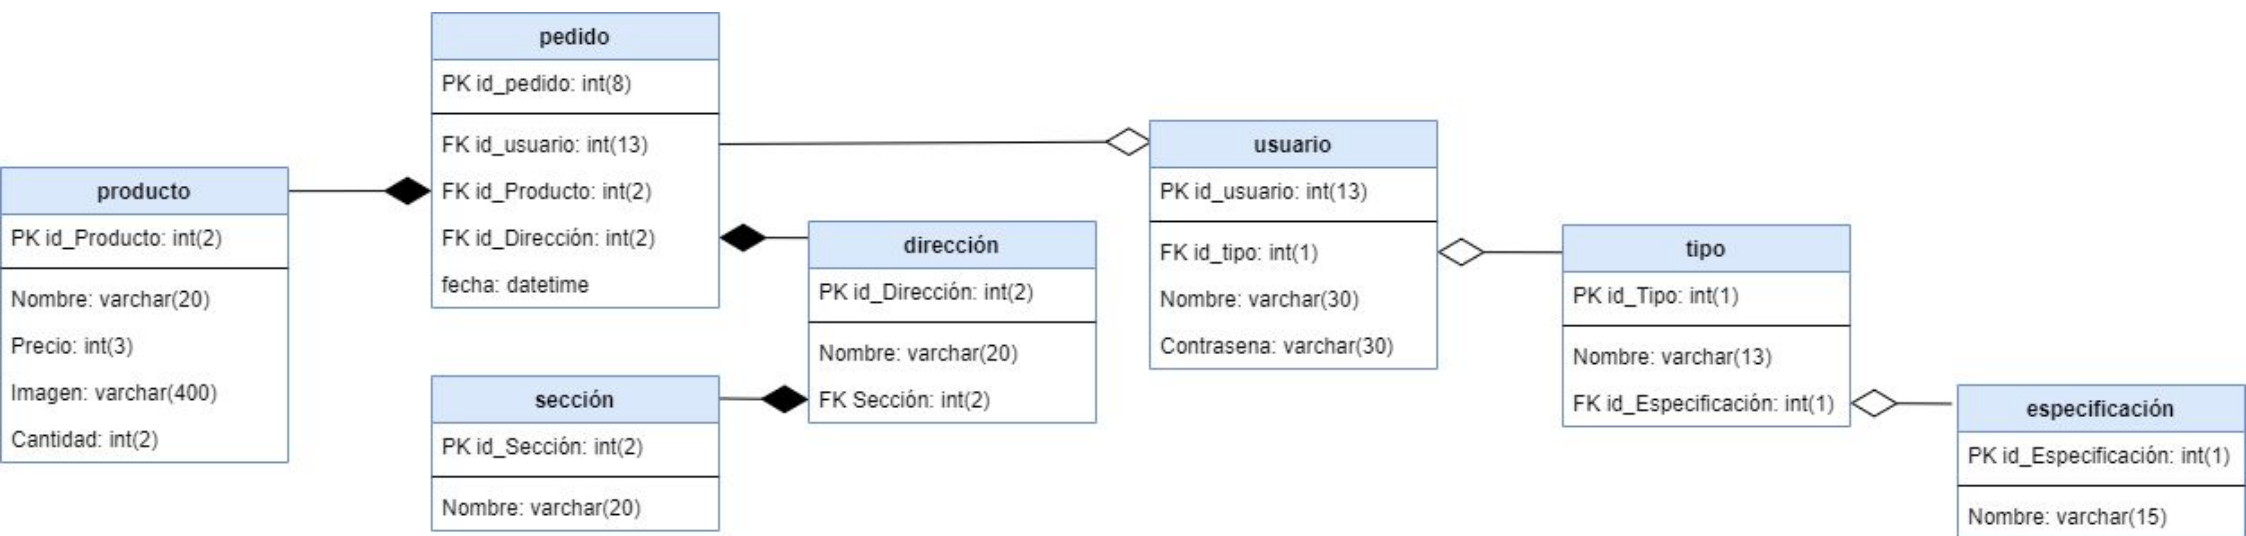 pedido
PK id_pedido: int(8)
FK id_usuario: int(13)
FK id_Producto: int(2)
FK id_Dirección: int(2)
fecha: datetime
producto
PK id_Producto: int(2)
Nombre: varchar(20)
Precio: int(3)
Imagen: varchar(400)
Cantidad: int(2)
dirección
PK id_Dirección: int(2)
Nombre: varchar(20)
FK Sección: int(2)
sección
PK id_Sección: int(2)
Nombre: varchar(20)
usuario
PK id_usuario: int(13)
FK id_tipo: int(1)
Nombre: varchar(30)
Contrasena: varchar(30)
tipo
PK id_Tipo: int(1)
Nombre: varchar(13)
FK id_Especificación: int(1)
especificación
PK id_Especificación: int(1)
Nombre: varchar(15)